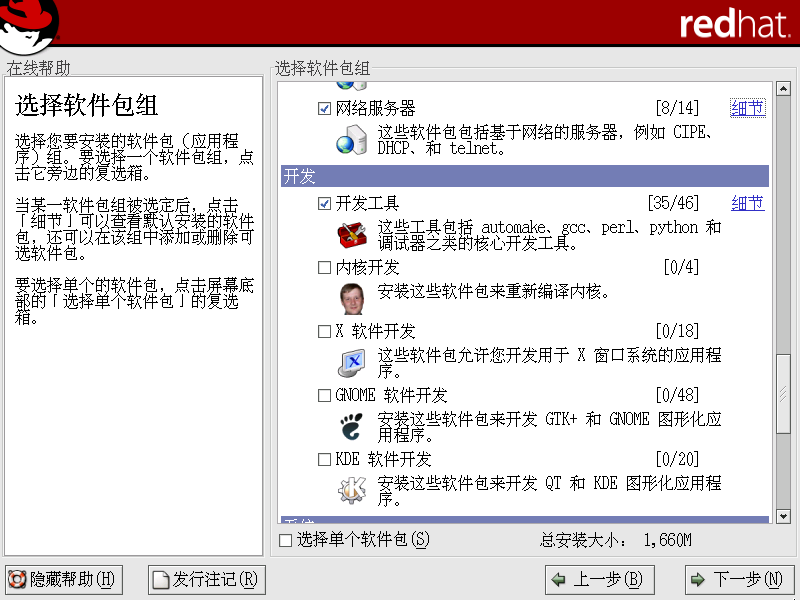 redhat.
在线帮助
选择软件包组
选择您要安装的软件包（应用程
序）组。要选择一个软件包组，点
击它旁边的复选箱。
当某一软件包组被选定后，点击
「细节」可以查看默认安装的软件
包，还可以在该组中添加或删除可
选软件包。
要选择单个的软件包，点击屏幕底
部的「选择单个软件包」的复选
箱。
选择软件包组
网络服务器 [8/14] 细节
这些软件包包括基于网络的服务器，例如 CIPE、
DHCP、和 telnet。
开发
开发工具 [35/46] 细节
这些工具包括 automake、gcc、perl、python 和
调试器之类的核心开发工具。
内核开发 [0/4]
安装这些软件包来重新编译内核。
X 软件开发 [0/18]
这些软件包允许您开发用于 X 窗口系统的应用程
序。
GNOME 软件开发 [0/48]
安装这些软件包来开发 GTK+ 和 GNOME 图形化应
用程序。
KDE 软件开发 [0/20]
安装这些软件包来开发 QT 和 KDE 图形化应用程
序。
选择单个软件包(S) 总安装大小： 1,660M
隐藏帮助(H) 发行注记(R) 上一步(B) 下一步(N)